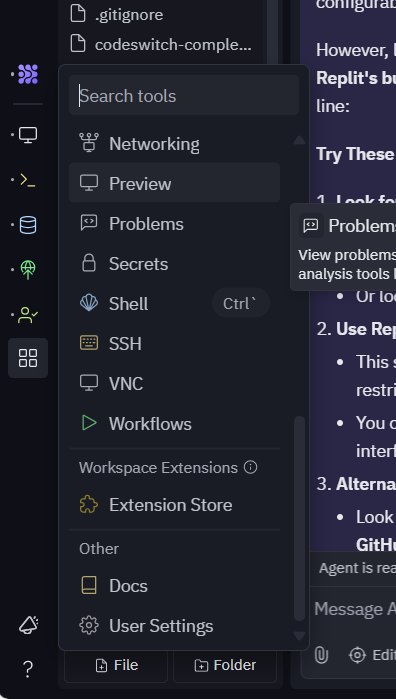 .gitignore
codeswitch-comple...
Search tools
Networking
Preview
Problems
Secrets
Shell Ctrl`
SSH
VNC
Workflows
Workspace Extensions
Extension Store
Other
Docs
User Settings
File Folder
?
configurab
However, I
Replit's bu
line:
Try These
1. Look fo
Problems
View problems
analysis tools
Or loo
2. Use Rep
This s
restri
You c
interf
3. Alterna
Look
GitHu
Agent is rea
Message A
Edit